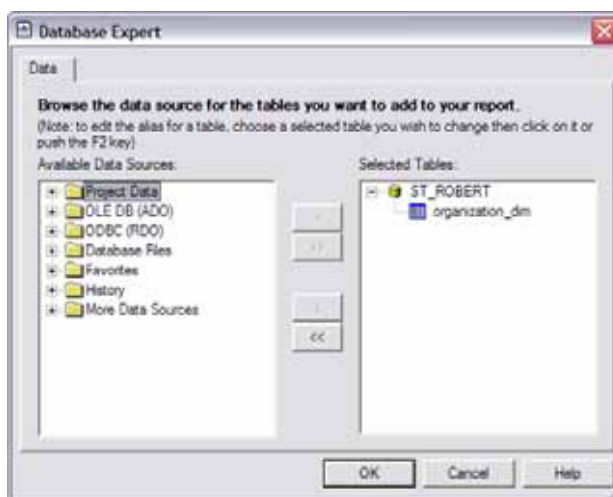 Database Expert
Data
Browse the data source for the tables you want to add to your report.
(Note: to edit the alias for a table, choose a selected table you wish to change then click on it or
push the F2 key)
Available Data Sources:
Selected Tables:
Project Data
OLE DB (ADO)
ODBC (RDO)
Database Files
Favorites
History
More Data Sources
ST_ROBERT
organization_dim
>
>>
<
<<
OK
Cancel
Help